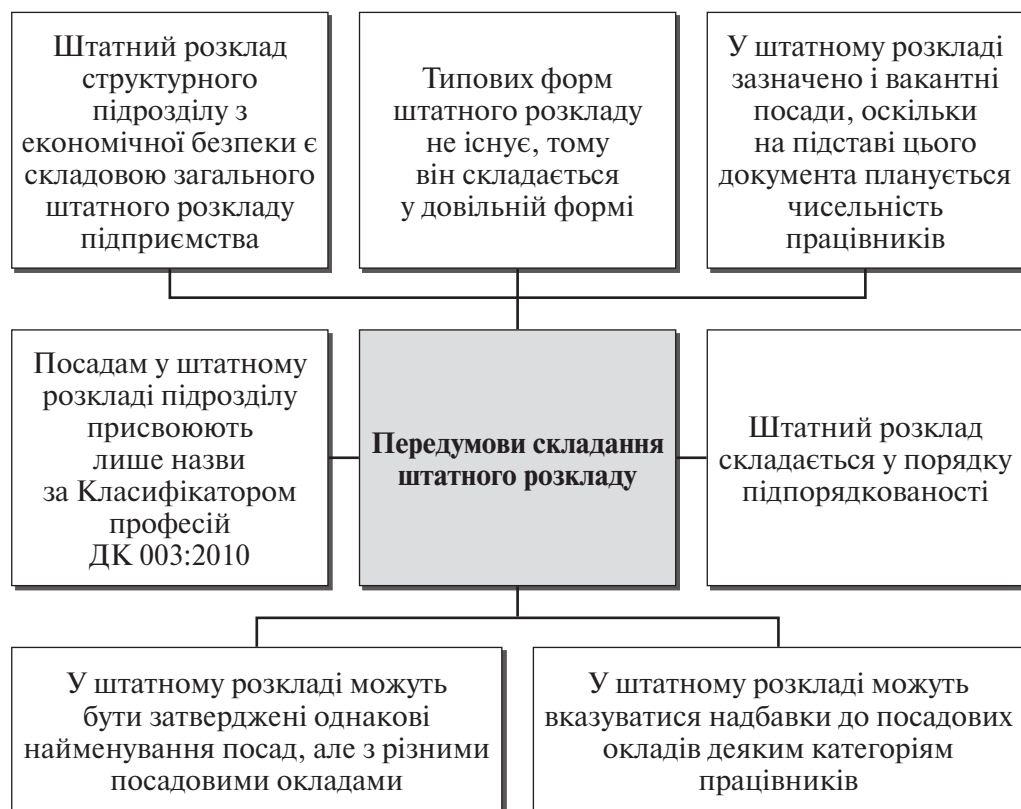 Штатний розклад
структурного
підрозділу з
економічної безпеки є
складовою загального
штатного розкладу
підприємства
Типових форм
штатного розкладу
не існує, тому
він складається
у довільній формі
У штатному розкладі
зазначено і вакантні
посади, оскільки
на підставі цього
документа планується
чисельність
працівників
Посадам у штатному
розкладі підрозділу
присвоюють
лише назви
за Класифікатором
професій
ДК 003:2010
Передумови складання
штатного розкладу
Штатний розклад
складається у порядку
підпорядкованості
У штатному розкладі можуть
бути затверджені однакові
найменування посад, але з різними
посадовими окладами
У штатному розкладі можуть
вказуватися надбавки до посадових
окладів деяким категоріям
працівників